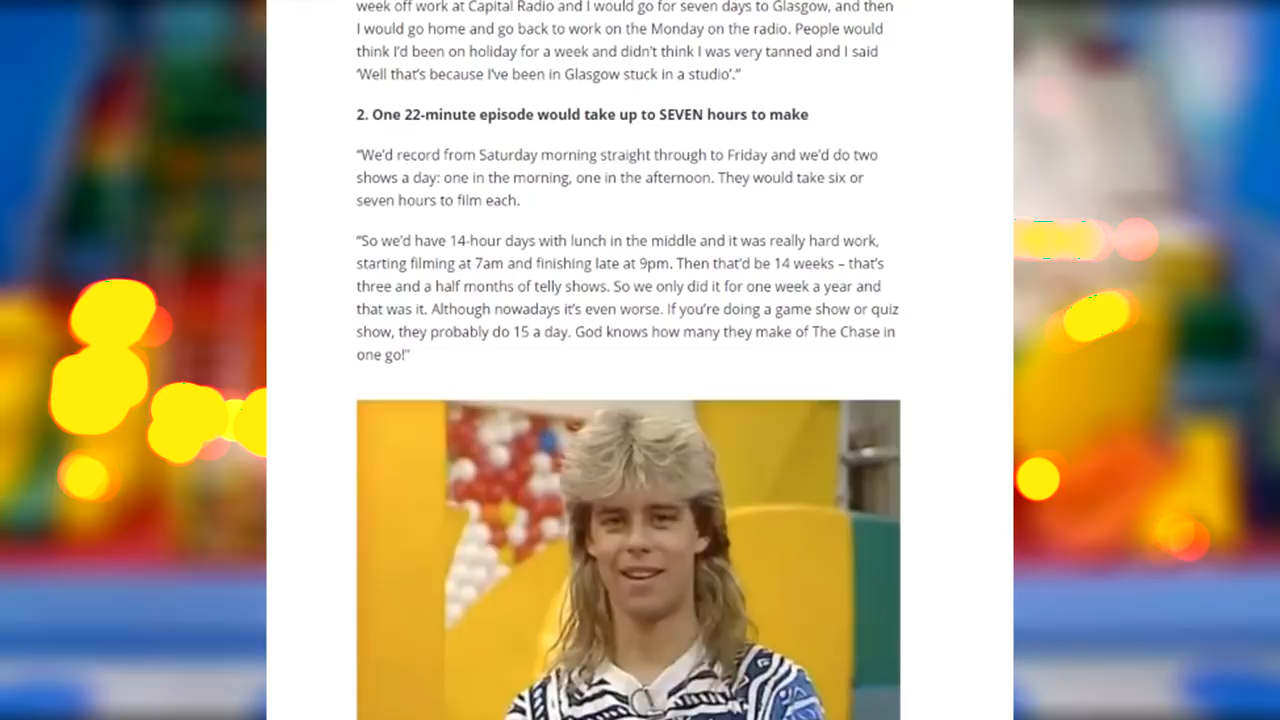 week off work at Capital Radio and I would go for seven days to Glasgow, and then
I would go home and go back to work on the Monday on the radio. People would
think I’d been on holiday for a week and didn’t think I was very tanned and I said
‘Well that’s because I’ve been in Glasgow stuck in a studio’.”
2. One 22-minute episode would take up to SEVEN hours to make
“We’d record from Saturday morning straight through to Friday and we’d do two
shows a day: one in the morning, one in the afternoon. They would take six or
seven hours to film each.
“So we’d have 14-hour days with lunch in the middle and it was really hard work,
starting filming at 7am and finishing late at 9pm. Then that’d be 14 weeks – that’s
three and a half months of telly shows. So we only did it for one week a year and
that was it. Although nowadays it’s even worse. If you’re doing a game show or quiz
show, they probably do 15 a day. God knows how many they make of The Chase in
one go!”